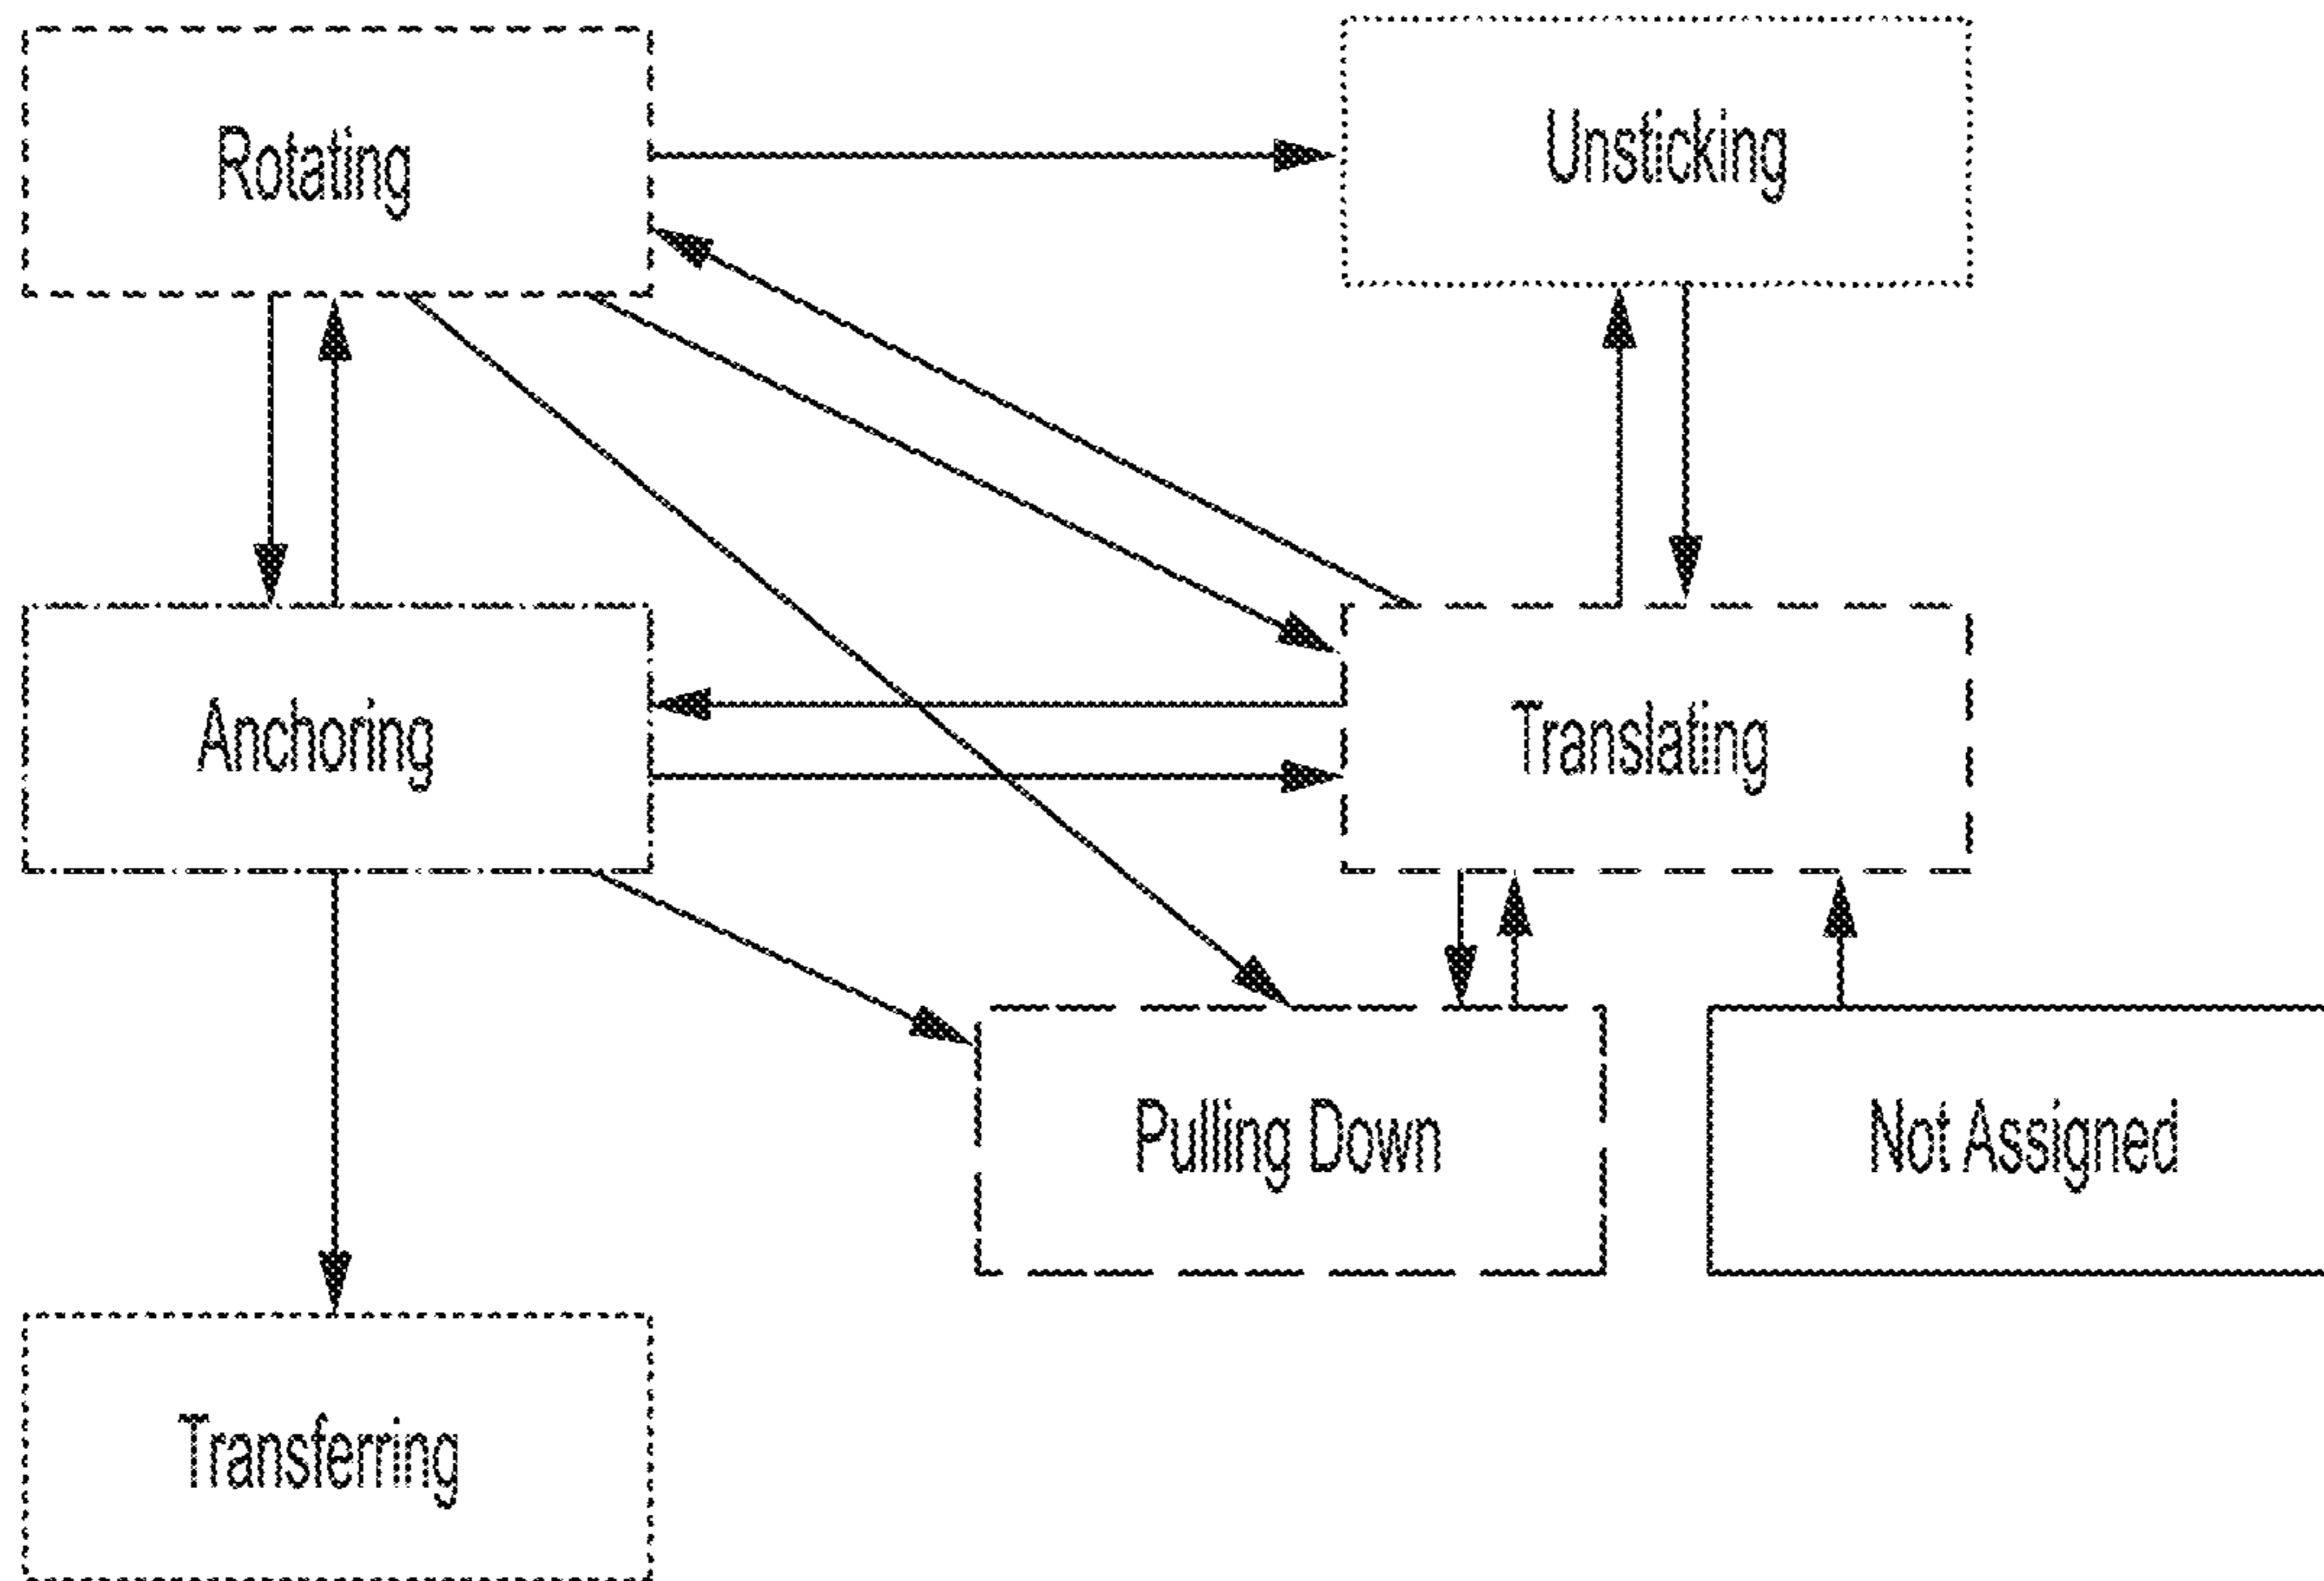 Rotating
Unsticking
Anchoring
Translating
Pulling Down
Not Assigned
Transferring